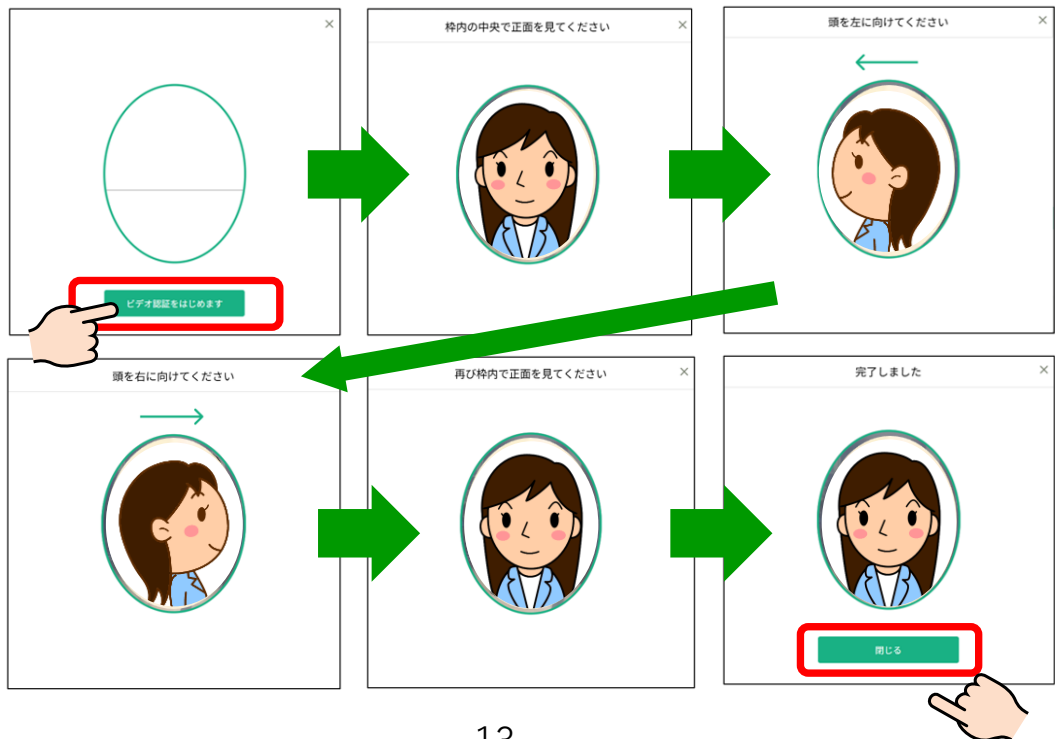 ×
ビデオ認証をはじめます
枠内の中央で正面を見てください ×
頭を左に向けてください ×
頭を右に向けてください
再び枠内で正面を見てください ×
完了しました ×
閉じる